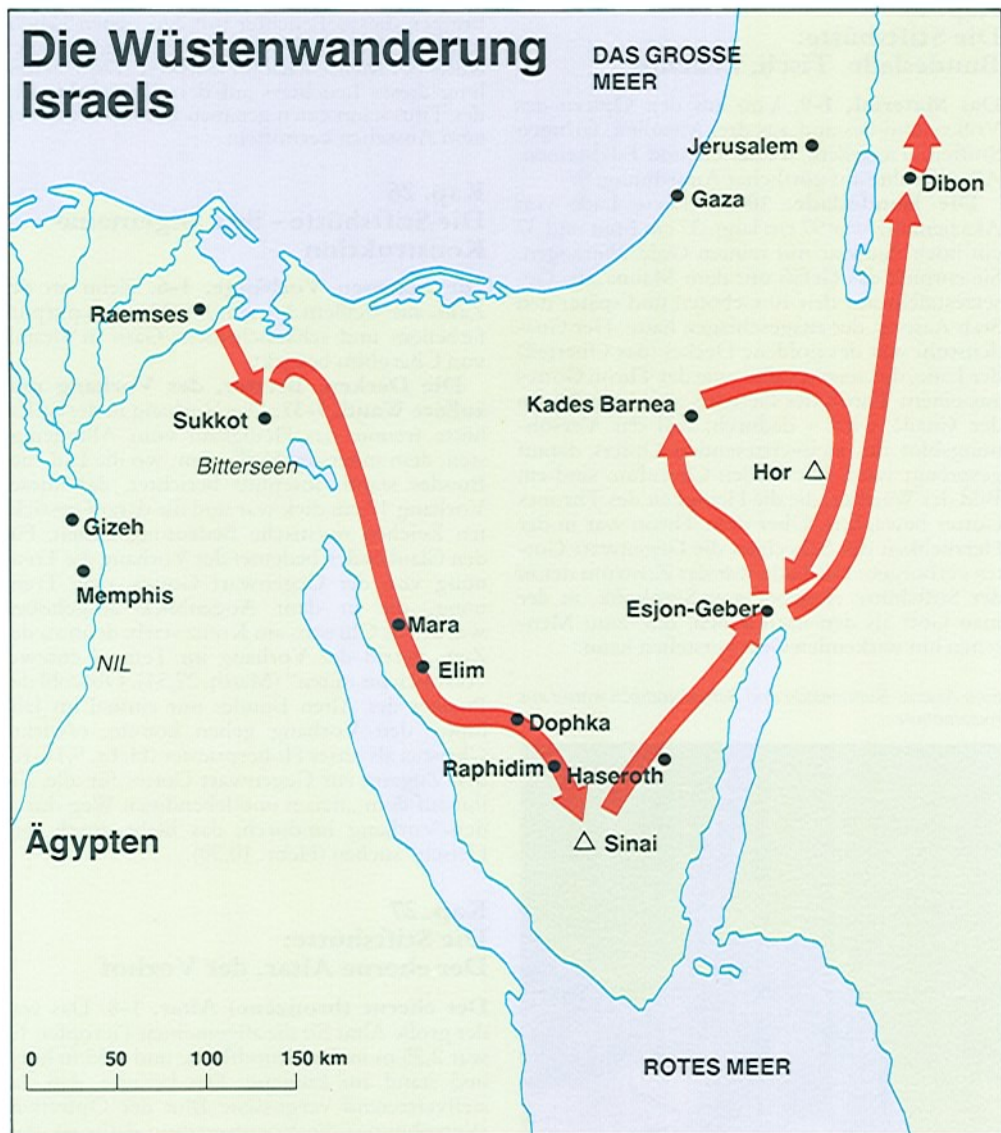 Die Wüstenwanderung
Israels
DAS GROSSE
MEER
Jerusalem
Dibon
Gaza
Raemses
Kades Barnea
Sukkot
Bitterseen
Hor
Gizeh
Memphis
Esjon-Geber
Mara
NIL
Elim
Dophka
Raphidim
Haseroth
Ägypten
Sinai
0 50 100 150 km
ROTES MEER